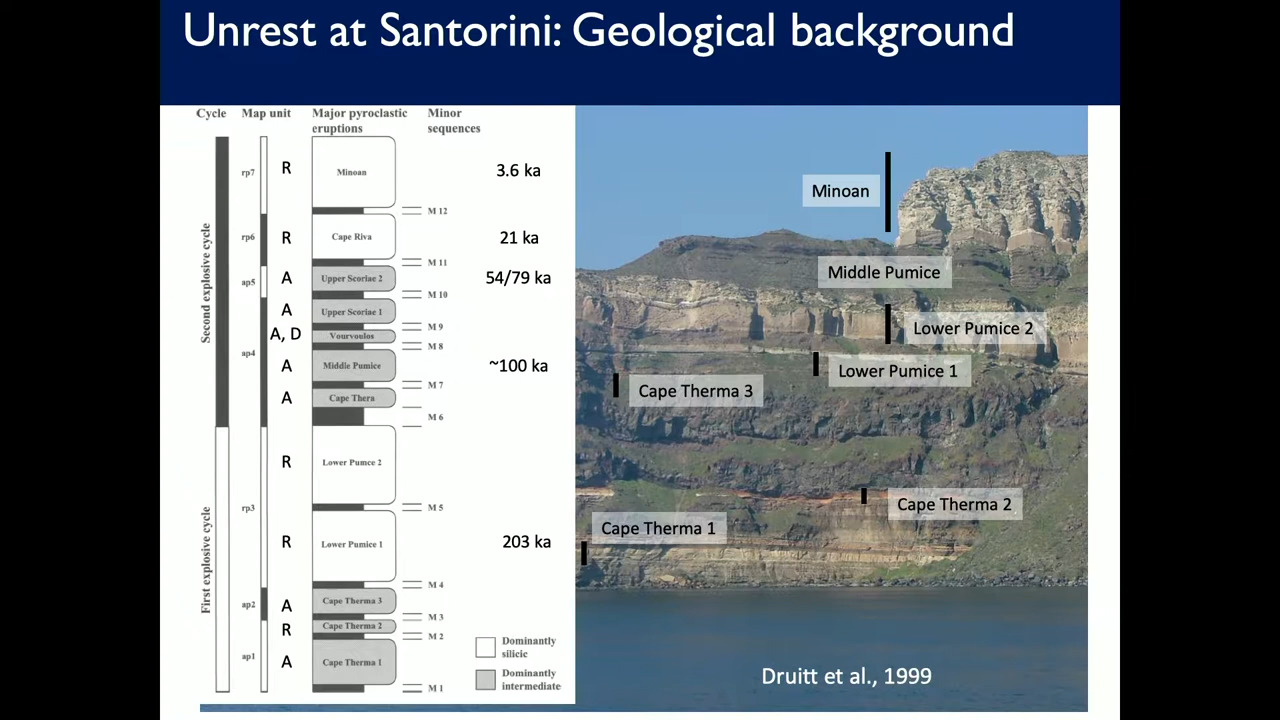 Unrest at Santorini: Geological background
Cycle
Map unit
Major pyroclastic
eruptions
Minor
sequences
Second explosive cycle
First explosive cycle
rp7
R
Minoan
3.6 ka
M 12
rp6
R
Cape Riva
21 ka
M 11
ap5
A
Upper Scoriae 2
54/79 ka
M 10
A
Upper Scoriae 1
M 9
A, D
Vourvoulos
M 8
ap4
A
Middle Pumice
~100 ka
M 7
A
Cape Thera
M 6
R
Lower Pumce 2
rp3
M 5
R
Lower Pumice 1
203 ka
M 4
ap2
A
Cape Therma 3
M 3
R
Cape Therma 2
M 2
ap1
A
Cape Therma 1
M 1
Dominantly
silicic
Dominantly
intermediate
Minoan
Middle Pumice
Lower Pumice 2
Lower Pumice 1
Cape Therma 3
Cape Therma 2
Cape Therma 1
Druitt et al., 1999